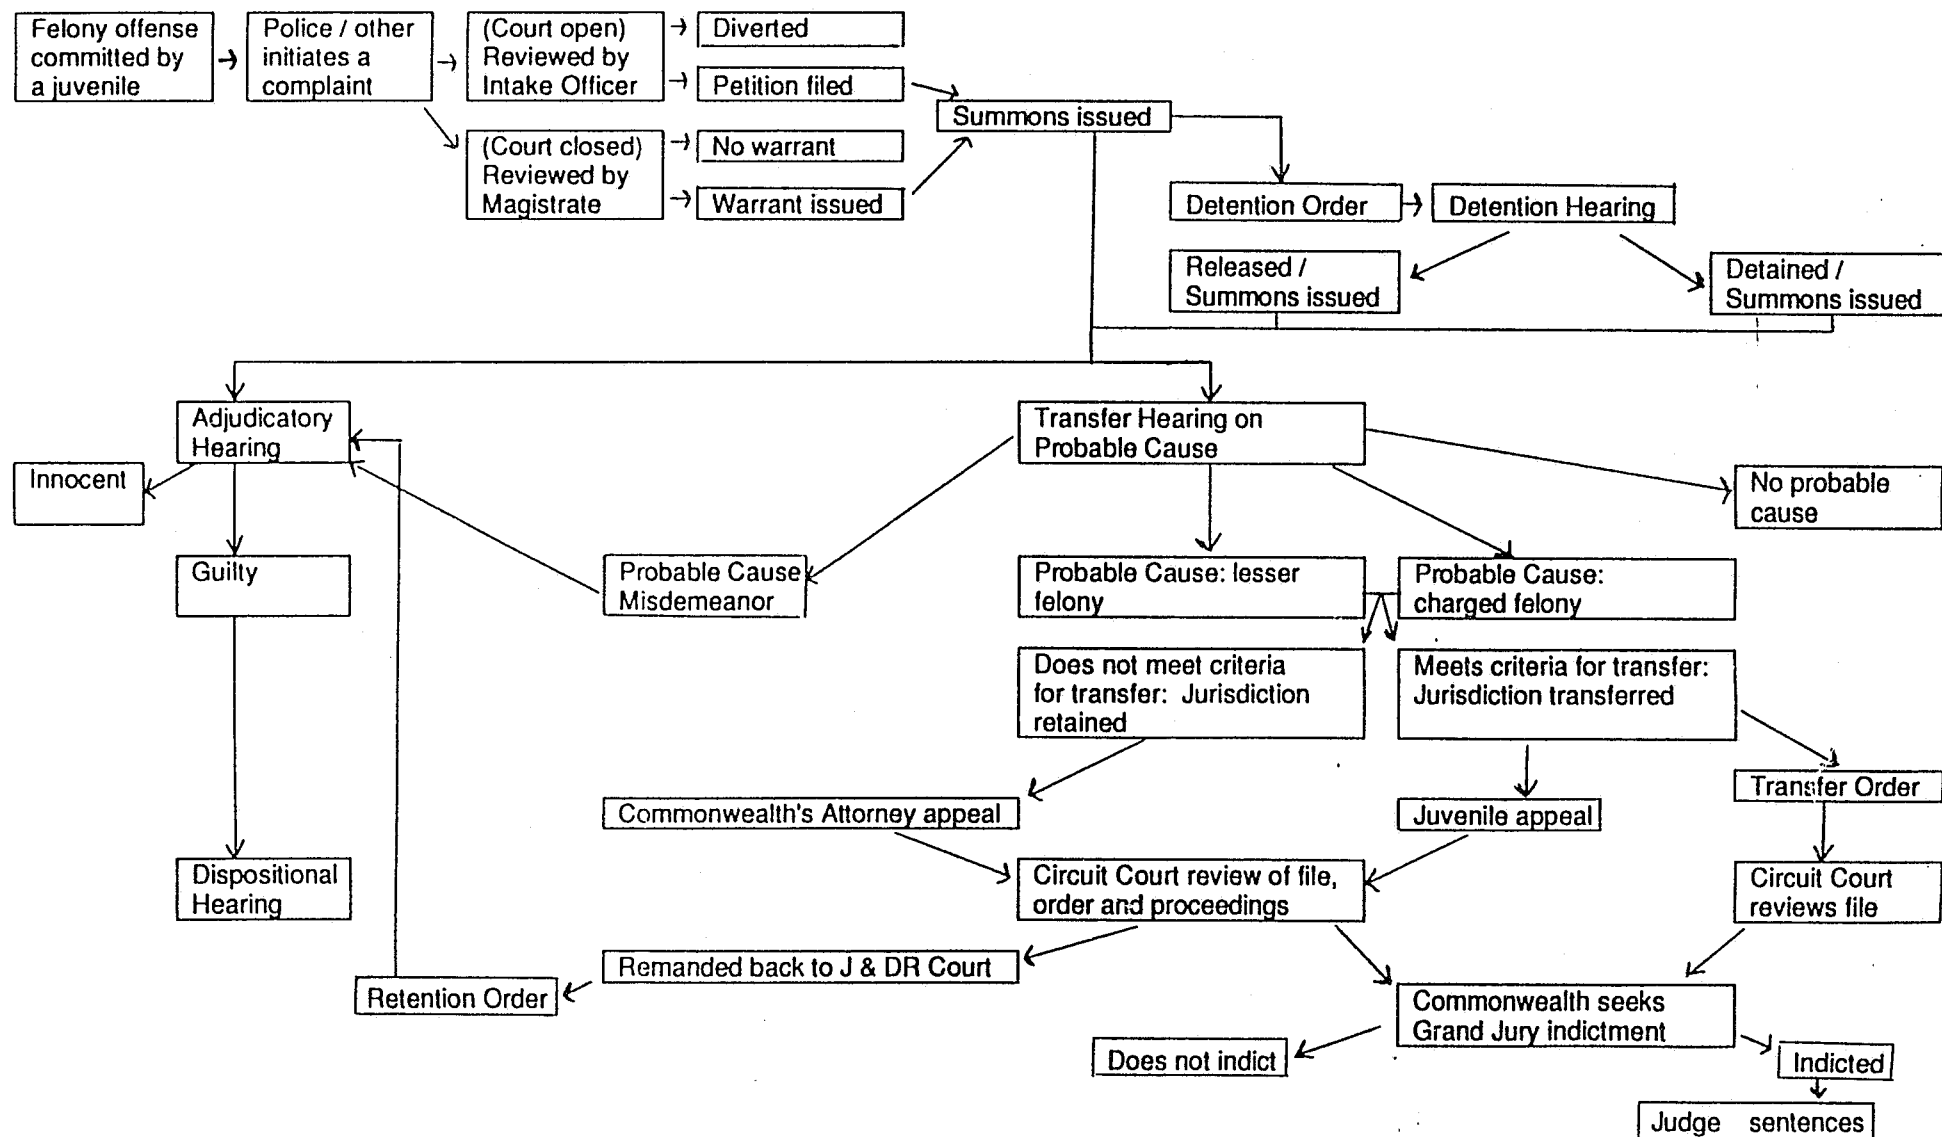 Felony offense
committed by
a juvenile
Police / other
initiates a
complaint
(Court open)
Reviewed by
Intake Officer
Diverted
Petition filed
(Court closed)
Reviewed by
Magistrate
No warrant
Warrant issued
Summons issued
Detention Order
Detention Hearing
Released /
Summons issued
Detained /
Summons issued
Adjudicatory
Hearing
Transfer Hearing on
Probable Cause
Innocent
No probable
cause
Guilty
Probable Cause
Misdemeanor
Probable Cause: lesser
felony
Probable Cause:
charged felony
Does not meet criteria
for transfer: Jurisdiction
retained
Meets criteria for transfer:
Jurisdiction transferred
Commonwealth's Attorney appeal
Juvenile appeal
Transfer Order
Dispositional
Hearing
Circuit Court review of file,
order and proceedings
Circuit Court
reviews file
Remanded back to J & DR Court
Retention Order
Commonwealth seeks
Grand Jury indictment
Does not indict
Indicted
Judge sentences